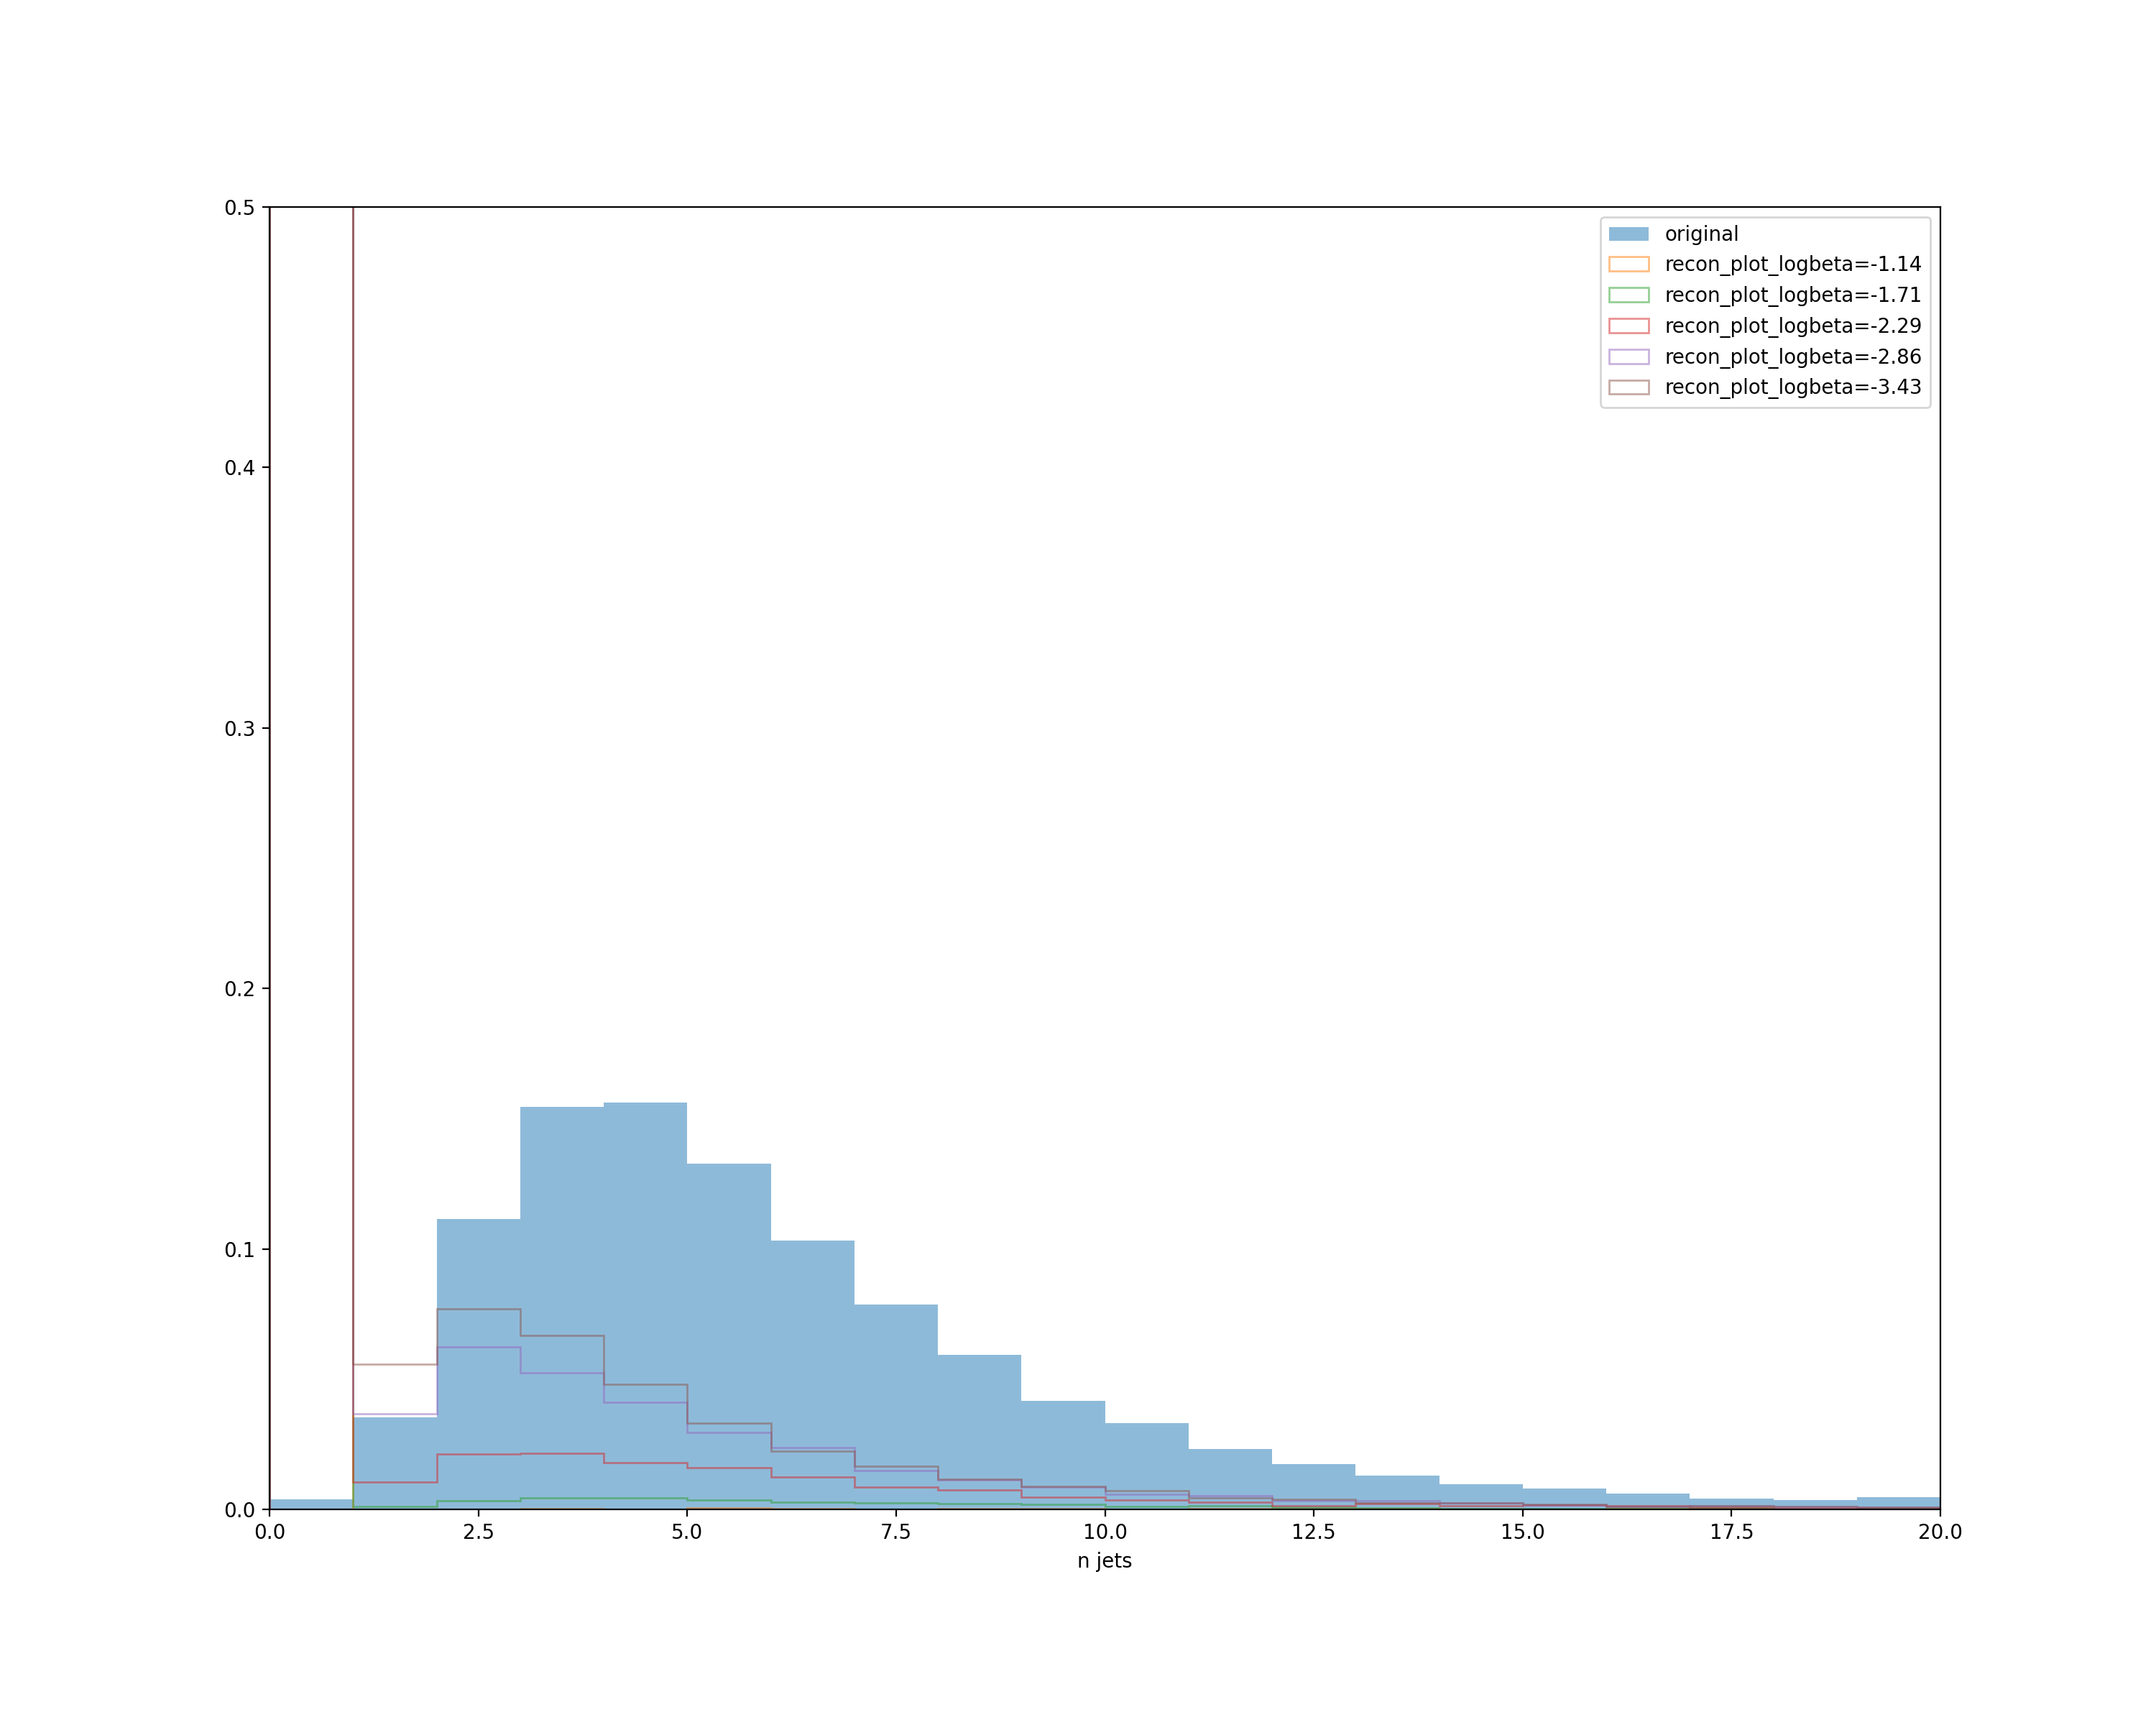 0.5
0.4
0.3
0.2
0.1
0.0
original
recon_plot_logbeta=-1.14
recon_plot_logbeta=-1.71
recon_plot_logbeta=-2.29
recon_plot_logbeta=-2.86
recon_plot_logbeta=-3.43
0.0 2.5 5.0 7.5 10.0 12.5 15.0 17.5 20.0
n jets